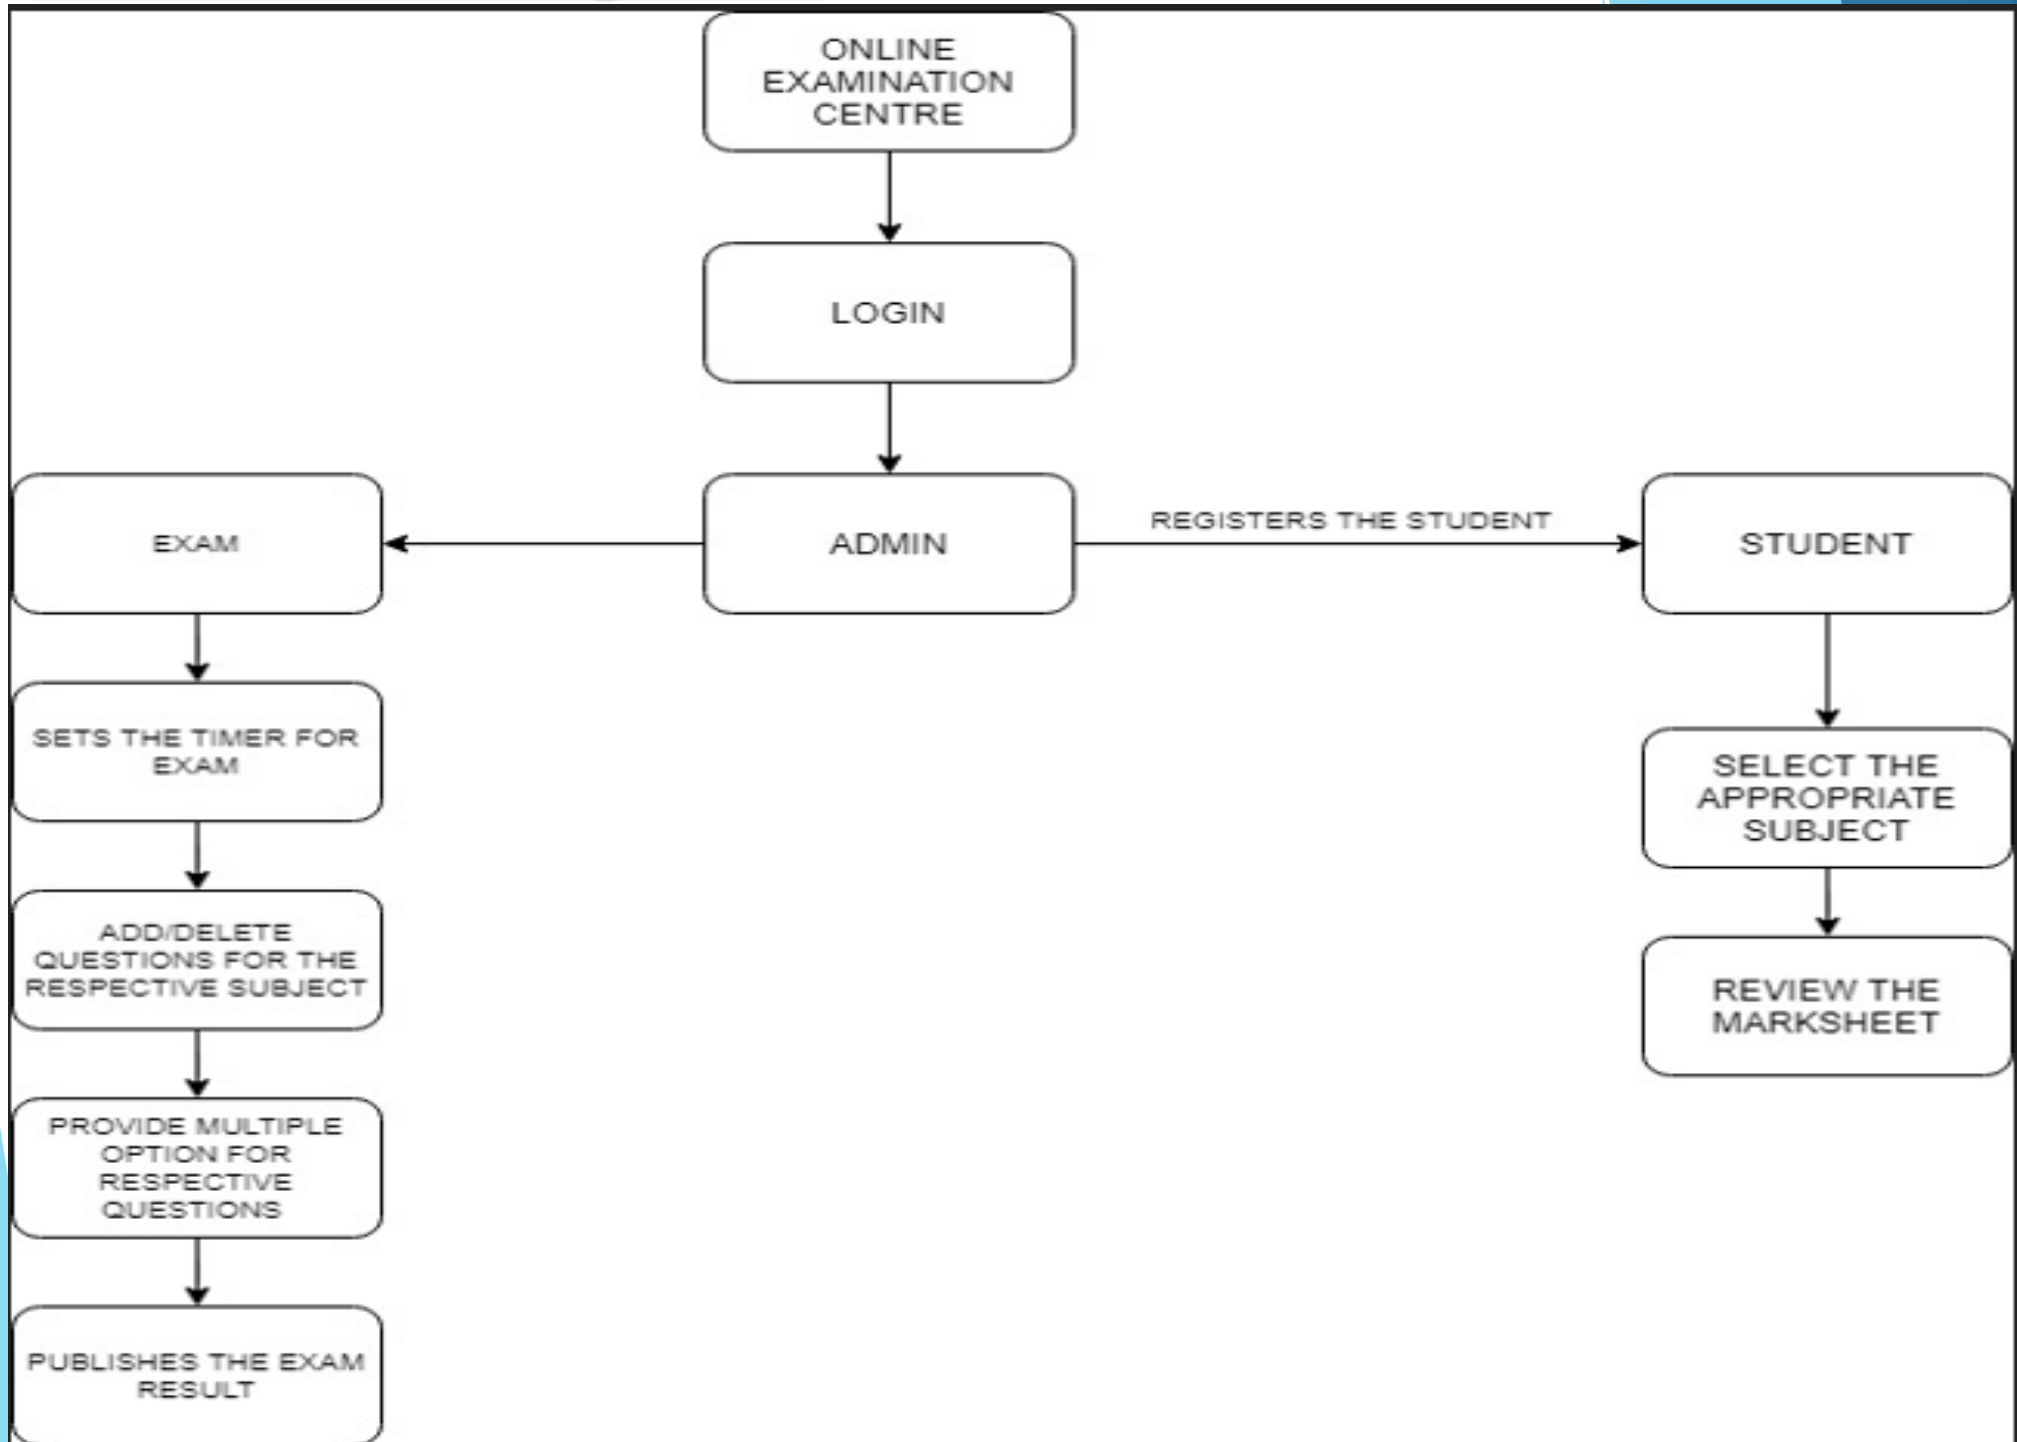 ONLINE
EXAMINATION
CENTRE
LOGIN
EXAM
ADMIN
REGISTERS THE STUDENT
STUDENT
SETS THE TIMER FOR
EXAM
ADD/DELETE
QUESTIONS FOR THE
RESPECTIVE SUBJECT
PROVIDE MULTIPLE
OPTION FOR
RESPECTIVE
QUESTIONS
PUBLISHES THE EXAM
RESULT
SELECT THE
APPROPRIATE
SUBJECT
REVIEW THE
MARKSHEET